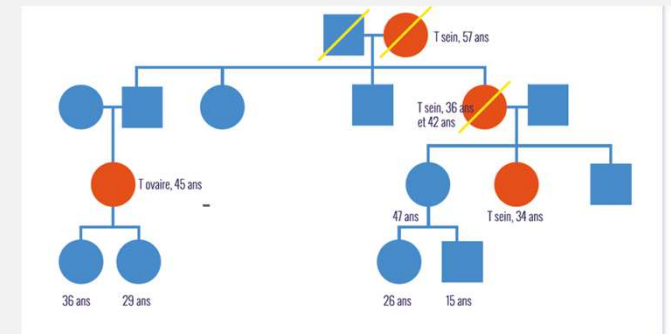 T sein, 57 ans
T sein, 36 ans
et 42 ans
T ovaire, 45 ans
47 ans
T sein, 34 ans
36 ans
29 ans
26 ans
15 ans